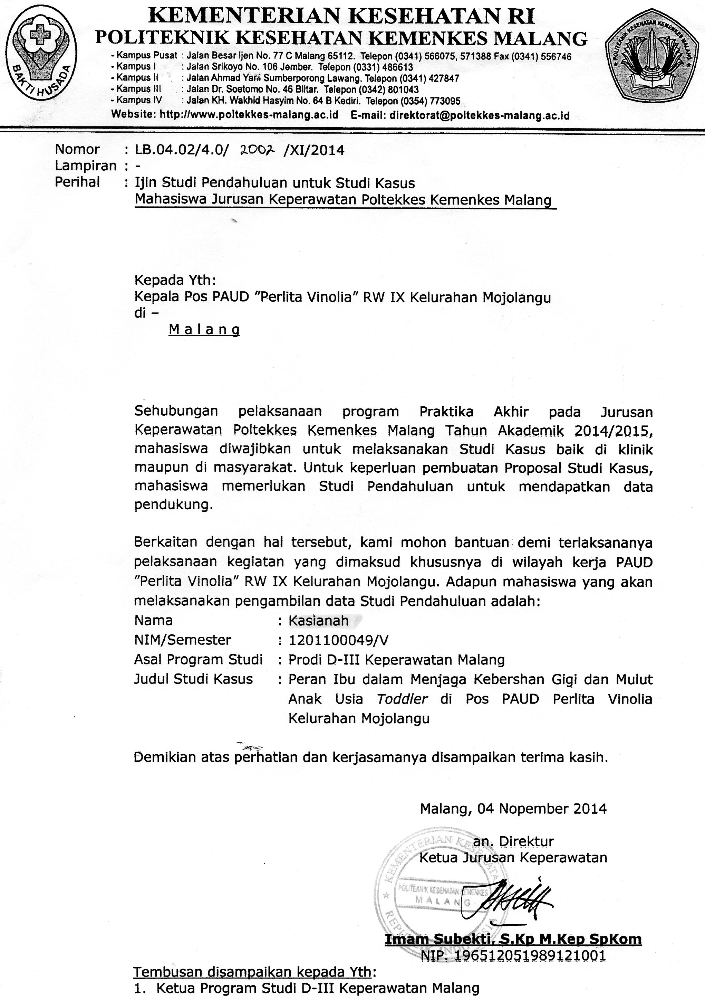 KEMENTERIAN KESEHATAN RI
POLITEKNIK KESEHATAN KEMENKES MALANG
- Kampus Pusat : Jalan Besar Ijen No. 77 C Malang 65112. Telepon (0341) 566075, 571388 Fax (0341) 556746
- Kampus I : Jalan Srikoyo No. 106 Jember. Telepon (0331) 486613
- Kampus II : Jalan Ahmad Yani Sumberporong Lawang. Telepon (0341) 427847
- Kampus III : Jalan Dr. Soetomo No. 46 Blitar. Telepon (0342) 801043
- Kampus IV : Jalan KH. Wakhid Hasyim No. 64 B Kediri. Telepon (0354) 773095
Website: http://www.poltekkes-malang.ac.id E-mail: direktorat@poltekkes-malang.ac.id
BAKTI HUSADA
POLITEKNIK KESEHATAN KEMENKES MALANG
Nomor : LB.04.02/4.0/ 2002 /XI/2014
Lampiran : -
Perihal : Ijin Studi Pendahuluan untuk Studi Kasus
Mahasiswa Jurusan Keperawatan Poltekkes Kemenkes Malang
Kepada Yth:
Kepala Pos PAUD "Perlita Vinolia" RW IX Kelurahan Mojolangu
di –
M a l a n g
Sehubungan pelaksanaan program Praktika Akhir pada Jurusan
Keperawatan Poltekkes Kemenkes Malang Tahun Akademik 2014/2015,
mahasiswa diwajibkan untuk melaksanakan Studi Kasus baik di klinik
maupun di masyarakat. Untuk keperluan pembuatan Proposal Studi Kasus,
mahasiswa memerlukan Studi Pendahuluan untuk mendapatkan data
pendukung.
Berkaitan dengan hal tersebut, kami mohon bantuan demi terlaksananya
pelaksanaan kegiatan yang dimaksud khususnya di wilayah kerja PAUD
"Perlita Vinolia" RW IX Kelurahan Mojolangu. Adapun mahasiswa yang akan
melaksanakan pengambilan data Studi Pendahuluan adalah:
Nama : Kasianah
NIM/Semester : 1201100049/V
Asal Program Studi : Prodi D-III Keperawatan Malang
Judul Studi Kasus : Peran Ibu dalam Menjaga Kebershan Gigi dan Mulut
Anak Usia Toddler di Pos PAUD Perlita Vinolia
Kelurahan Mojolangu
Demikian atas perhatian dan kerjasamanya disampaikan terima kasih.
Malang, 04 Nopember 2014
an. Direktur
Ketua Jurusan Keperawatan
KEMENTERIAN KESEHATAN
POLITEKNIK KESEHATAN KEMENKES
MALANG
REPUBLIK INDONESIA
Imam Subekti, S.Kp M.Kep SpKom
NIP. 196512051989121001
Tembusan disampaikan kepada Yth:
1. Ketua Program Studi D-III Keperawatan Malang